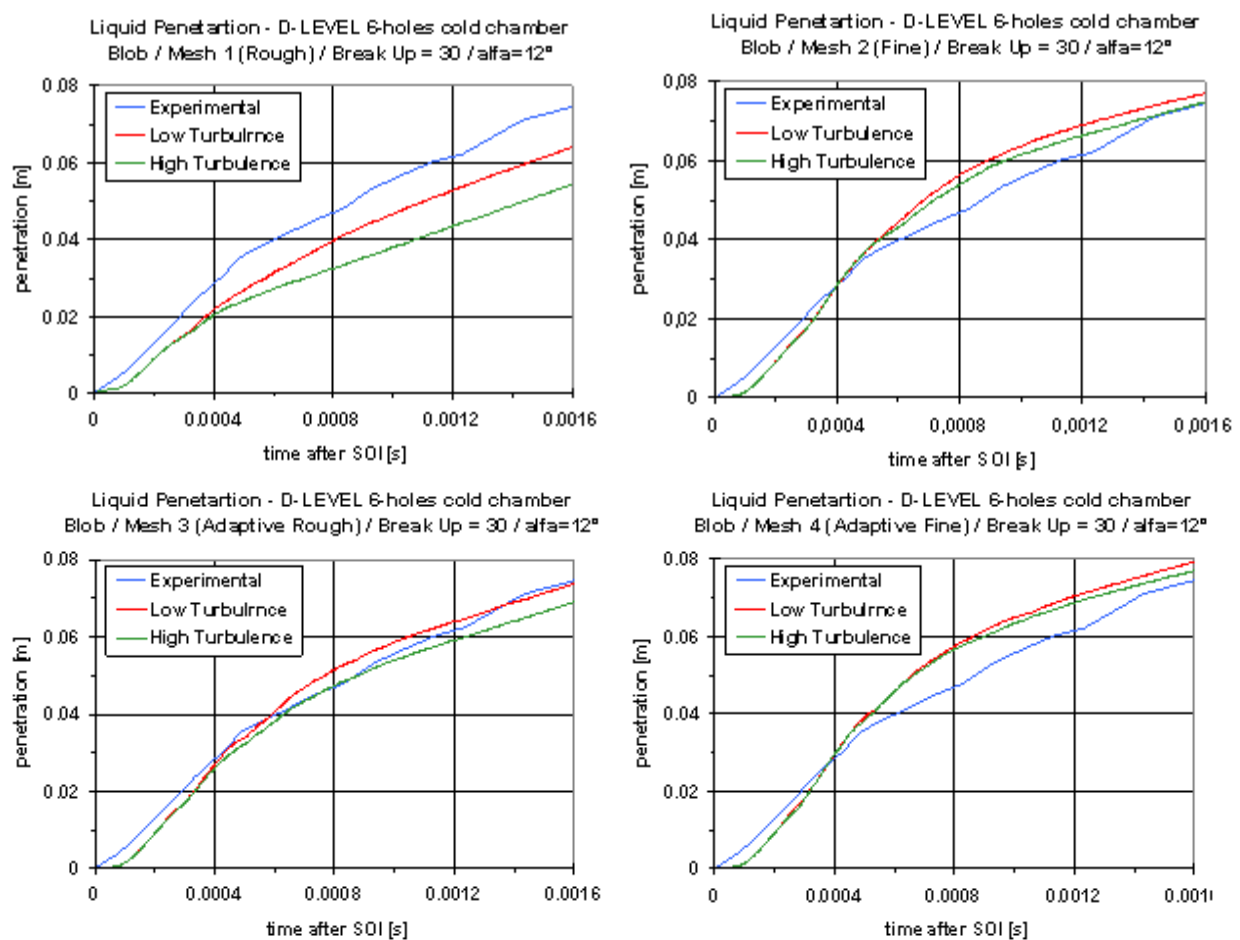 Liquid Penetartion - D-LEVEL 6-holes cold chamber
Blob / Mesh 1 (Rough) / Break Up = 30 / alfa=12°
0.08
0.06
0.04
0.02
0
penetration [m]
Experimental
Low Turbulrnce
High Turbulence
0 0.0004 0.0008 0.0012 0.0016
time after SOI [s]
Liquid Penetartion - D-LEVEL 6-holes cold chamber
Blob / Mesh 2 (Fine) / Break Up = 30 / alfa=12°
0,08
0,06
0,04
0,02
0
penetration [m]
Experimental
Low Turbulrnce
High Turbulence
0 0,0004 0,0008 0,0012 0,0016
time after SOI [s]
Liquid Penetartion - D-LEVEL 6-holes cold chamber
Blob / Mesh 3 (Adaptive Rough) / Break Up = 30 / alfa=12°
0.08
0.06
0.04
0.02
0
penetration [m]
Experimental
Low Turbulrnce
High Turbulence
0 0.0004 0.0008 0.0012 0.0016
time after SOI [s]
Liquid Penetartion - D-LEVEL 6-holes cold chamber
Blob / Mesh 4 (Adaptive Fine) / Break Up = 30 / alfa=12°
0.08
0.06
0.04
0.02
0
penetration [m]
Experimental
Low Turbulrnce
High Turbulence
0 0.0004 0.0008 0.0012 0.001
time after SOI [s]